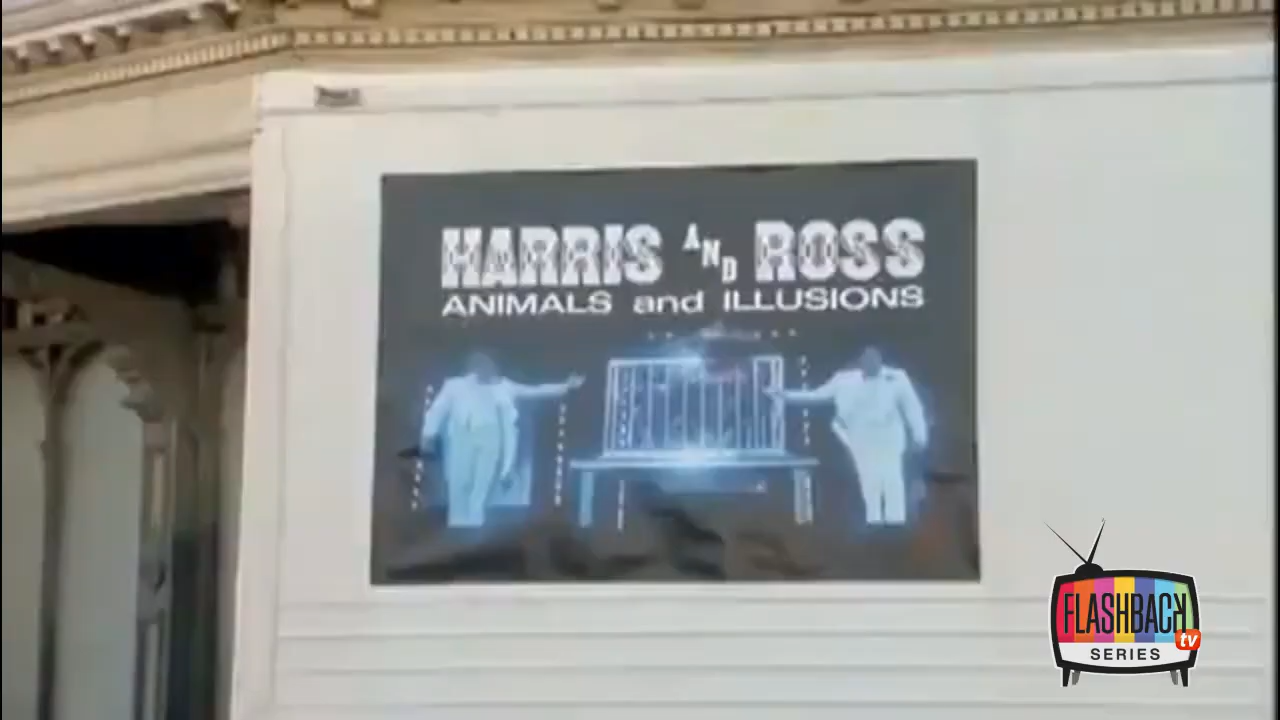 HARRIS AND ROSS
ANIMALS and ILLUSIONS
FLASHBACK
tv
SERIES